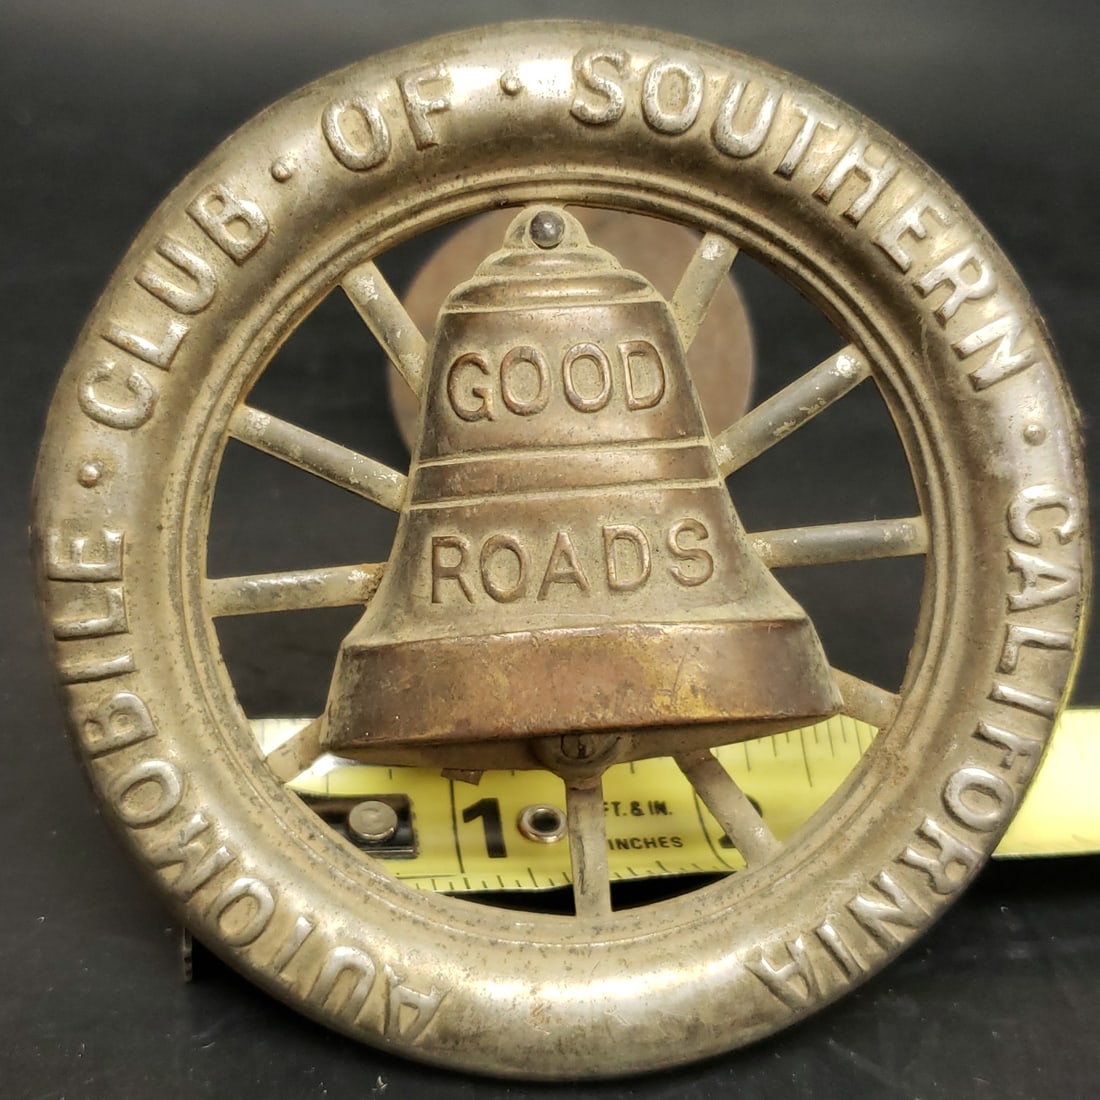 AUTOMOBILE · CLUB · OF · SOUTHERN · CALIFORNIA
GOOD
ROADS
1
FT. & IN.
INCHES